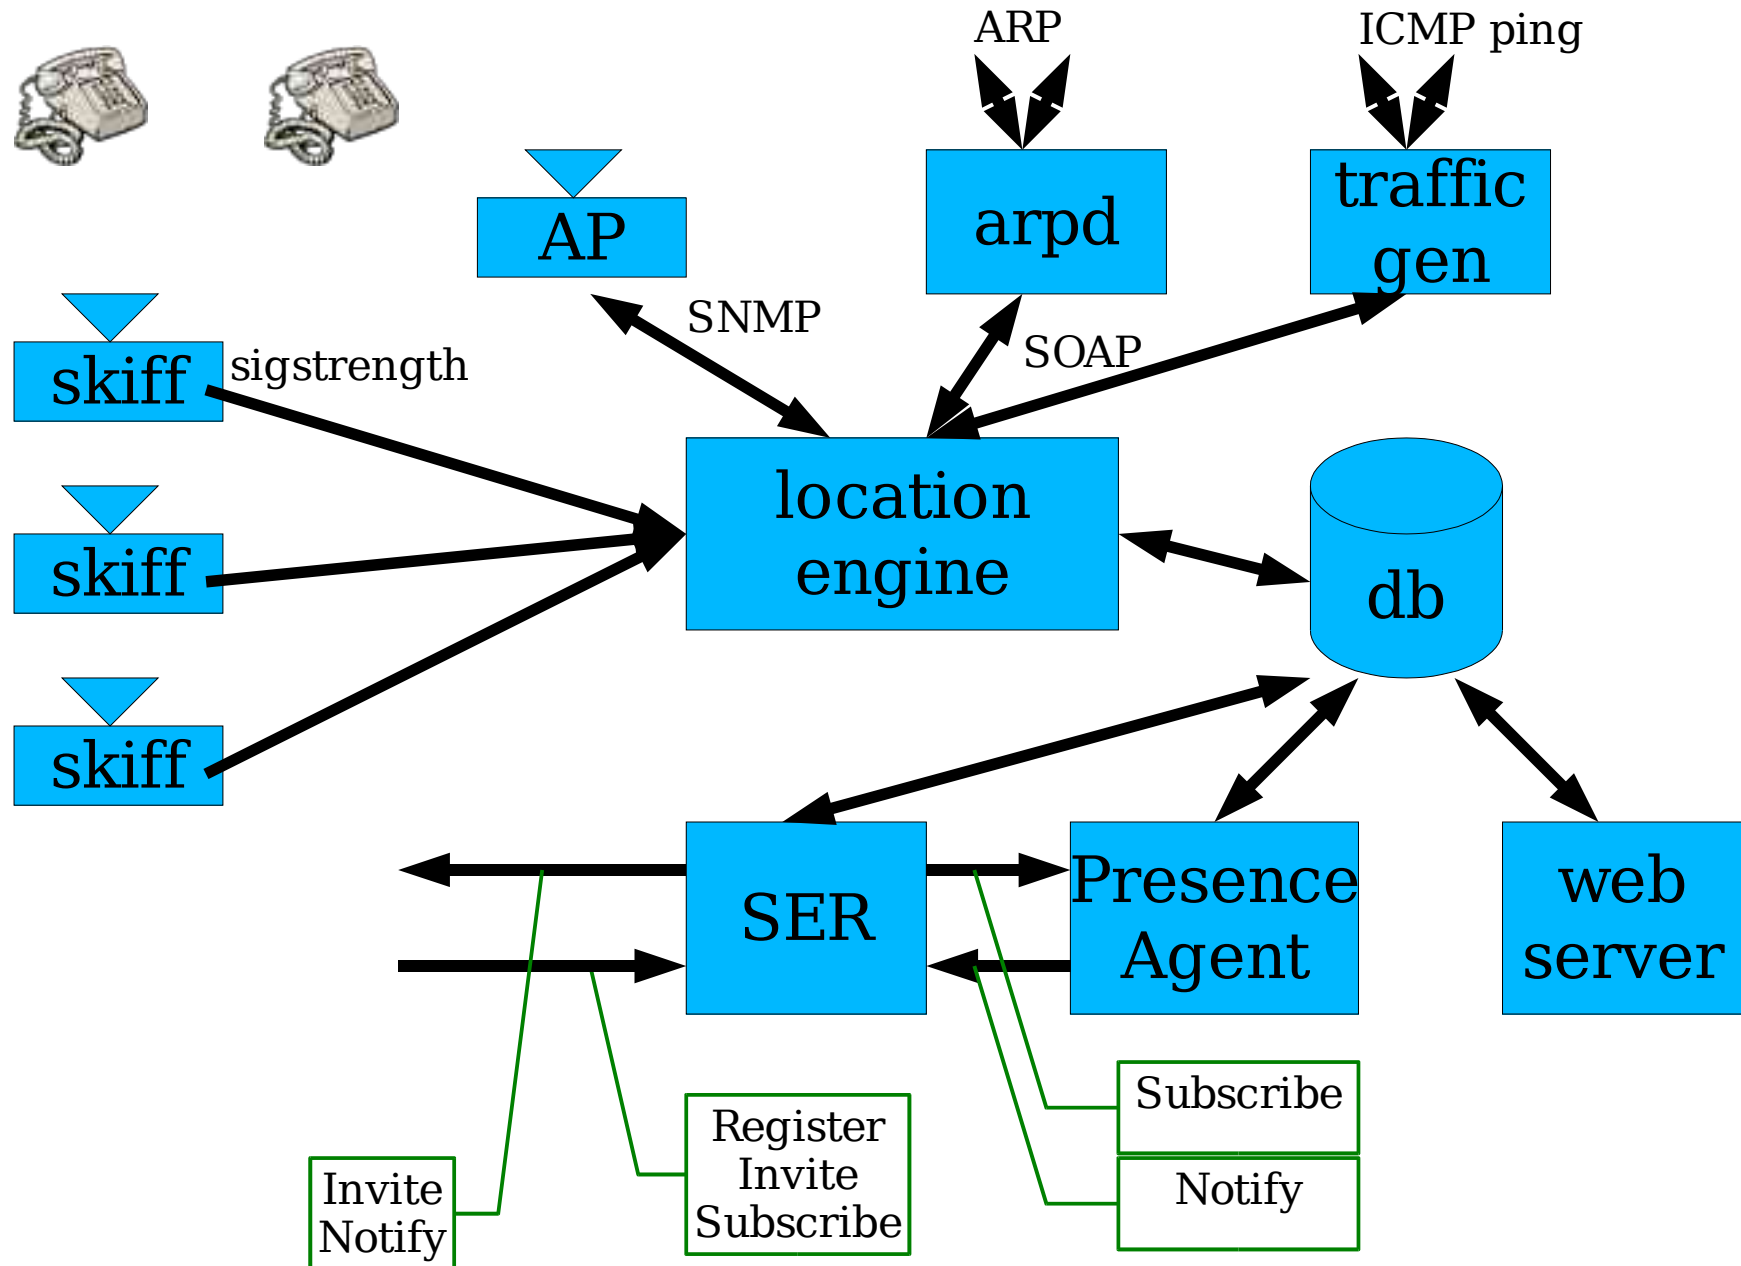 ARP
ICMP ping
AP
arpd
traffic
gen
SNMP
SOAP
skiff
sigstrength
skiff
skiff
location
engine
db
SER
Presence
Agent
web
server
Subscribe
Notify
Register
Invite
Subscribe
Invite
Notify